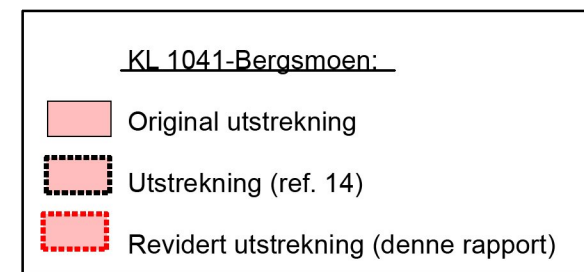 KL 1041-Bergsmoen:
Original utstrekning
Utstrekning (ref. 14)
Revidert utstrekning (denne rapport)